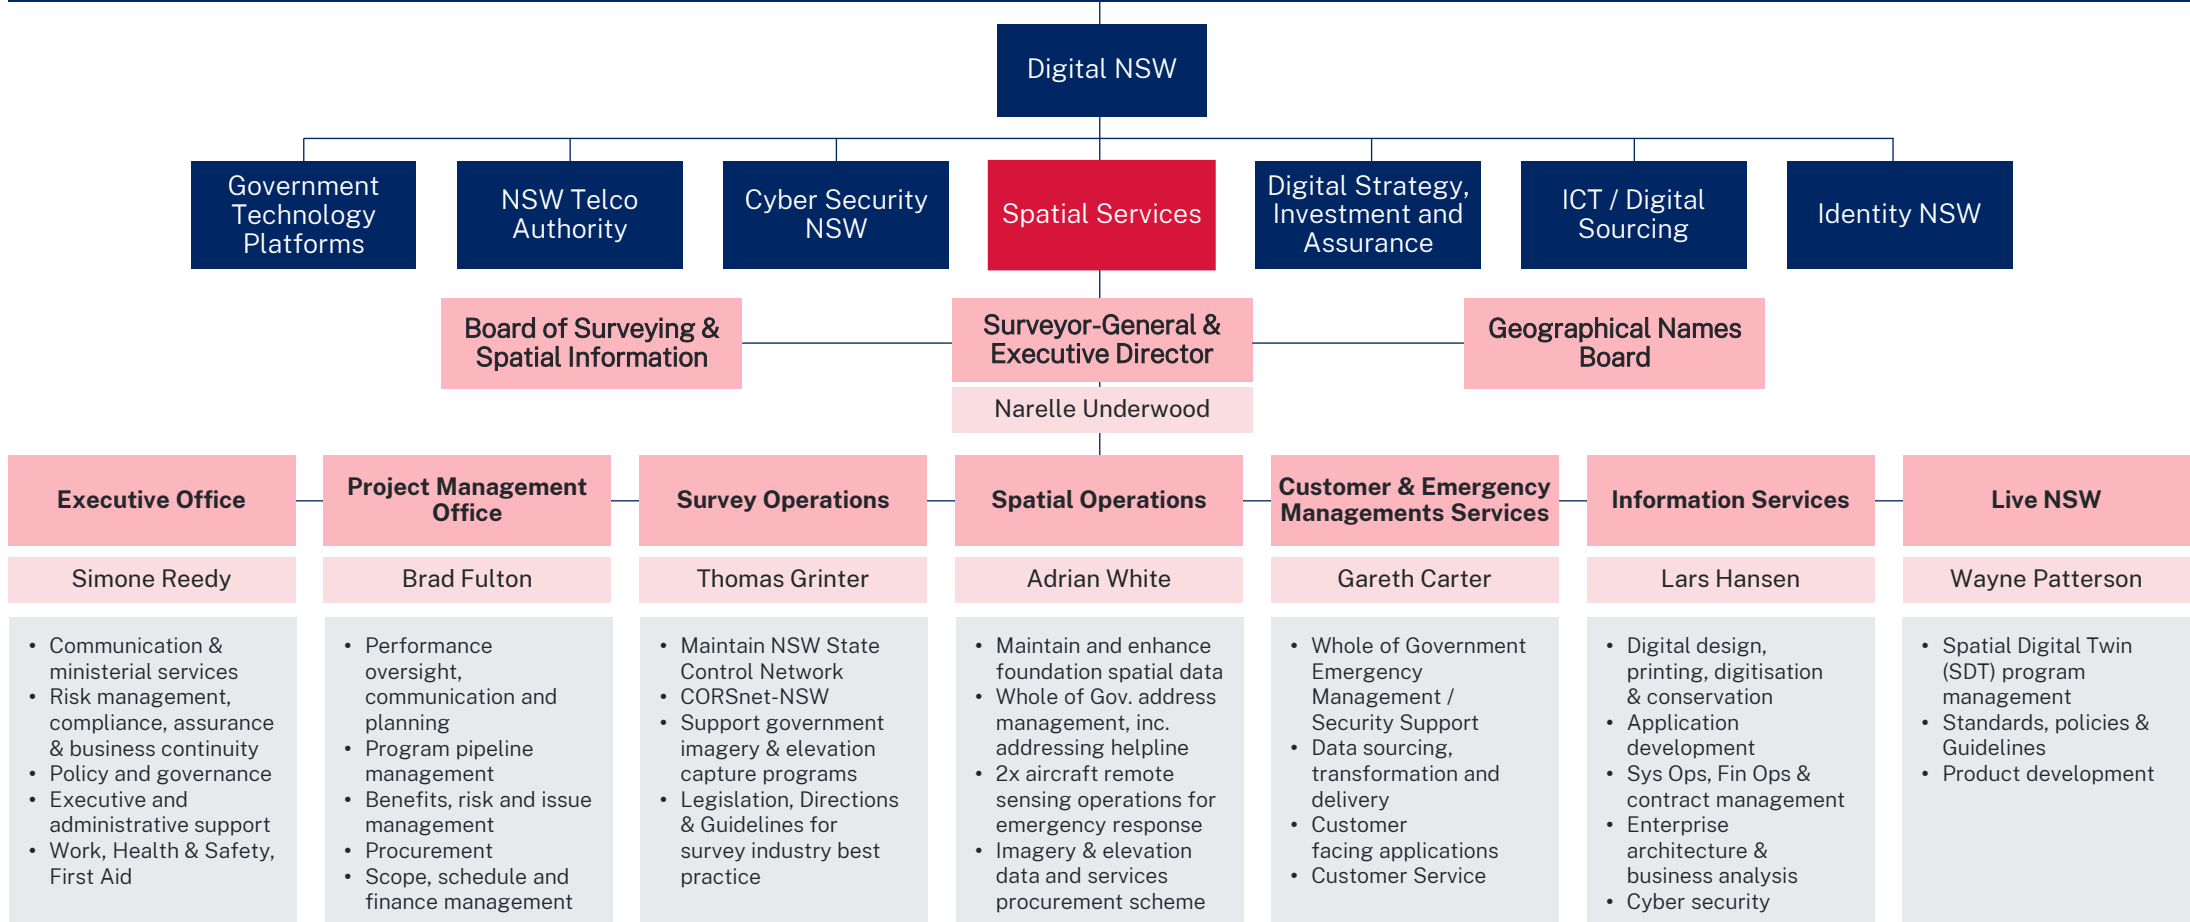 Digital NSW
Government
Technology
Platforms
NSW Telco
Authority
Cyber Security
NSW
Spatial Services
Digital Strategy,
Investment and
Assurance
ICT / Digital
Sourcing
Identity NSW
Board of Surveying &
Spatial Information
Surveyor-General &
Executive Director
Geographical Names
Board
Narelle Underwood
Executive Office
Simone Reedy
• Communication &
ministerial services
• Risk management,
compliance, assurance
& business continuity
• Policy and governance
• Executive and
administrative support
• Work, Health & Safety,
First Aid
Project Management
Office
Brad Fulton
• Performance
oversight,
communication and
planning
• Program pipeline
management
• Benefits, risk and issue
management
• Procurement
• Scope, schedule and
finance management
Survey Operations
Thomas Grinter
• Maintain NSW State
Control Network
• CORSnet-NSW
• Support government
imagery & elevation
capture programs
• Legislation, Directions
& Guidelines for
survey industry best
practice
Spatial Operations
Adrian White
• Maintain and enhance
foundation spatial data
• Whole of Gov. address
management, inc.
addressing helpline
• 2x aircraft remote
sensing operations for
emergency response
• Imagery & elevation
data and services
procurement scheme
Customer & Emergency
Managements Services
Gareth Carter
• Whole of Government
Emergency
Management /
Security Support
• Data sourcing,
transformation and
delivery
• Customer
facing applications
• Customer Service
Information Services
Lars Hansen
• Digital design,
printing, digitisation
& conservation
• Application
development
• Sys Ops, Fin Ops &
contract management
• Enterprise
architecture &
business analysis
• Cyber security
Live NSW
Wayne Patterson
• Spatial Digital Twin
(SDT) program
management
• Standards, policies &
Guidelines
• Product development